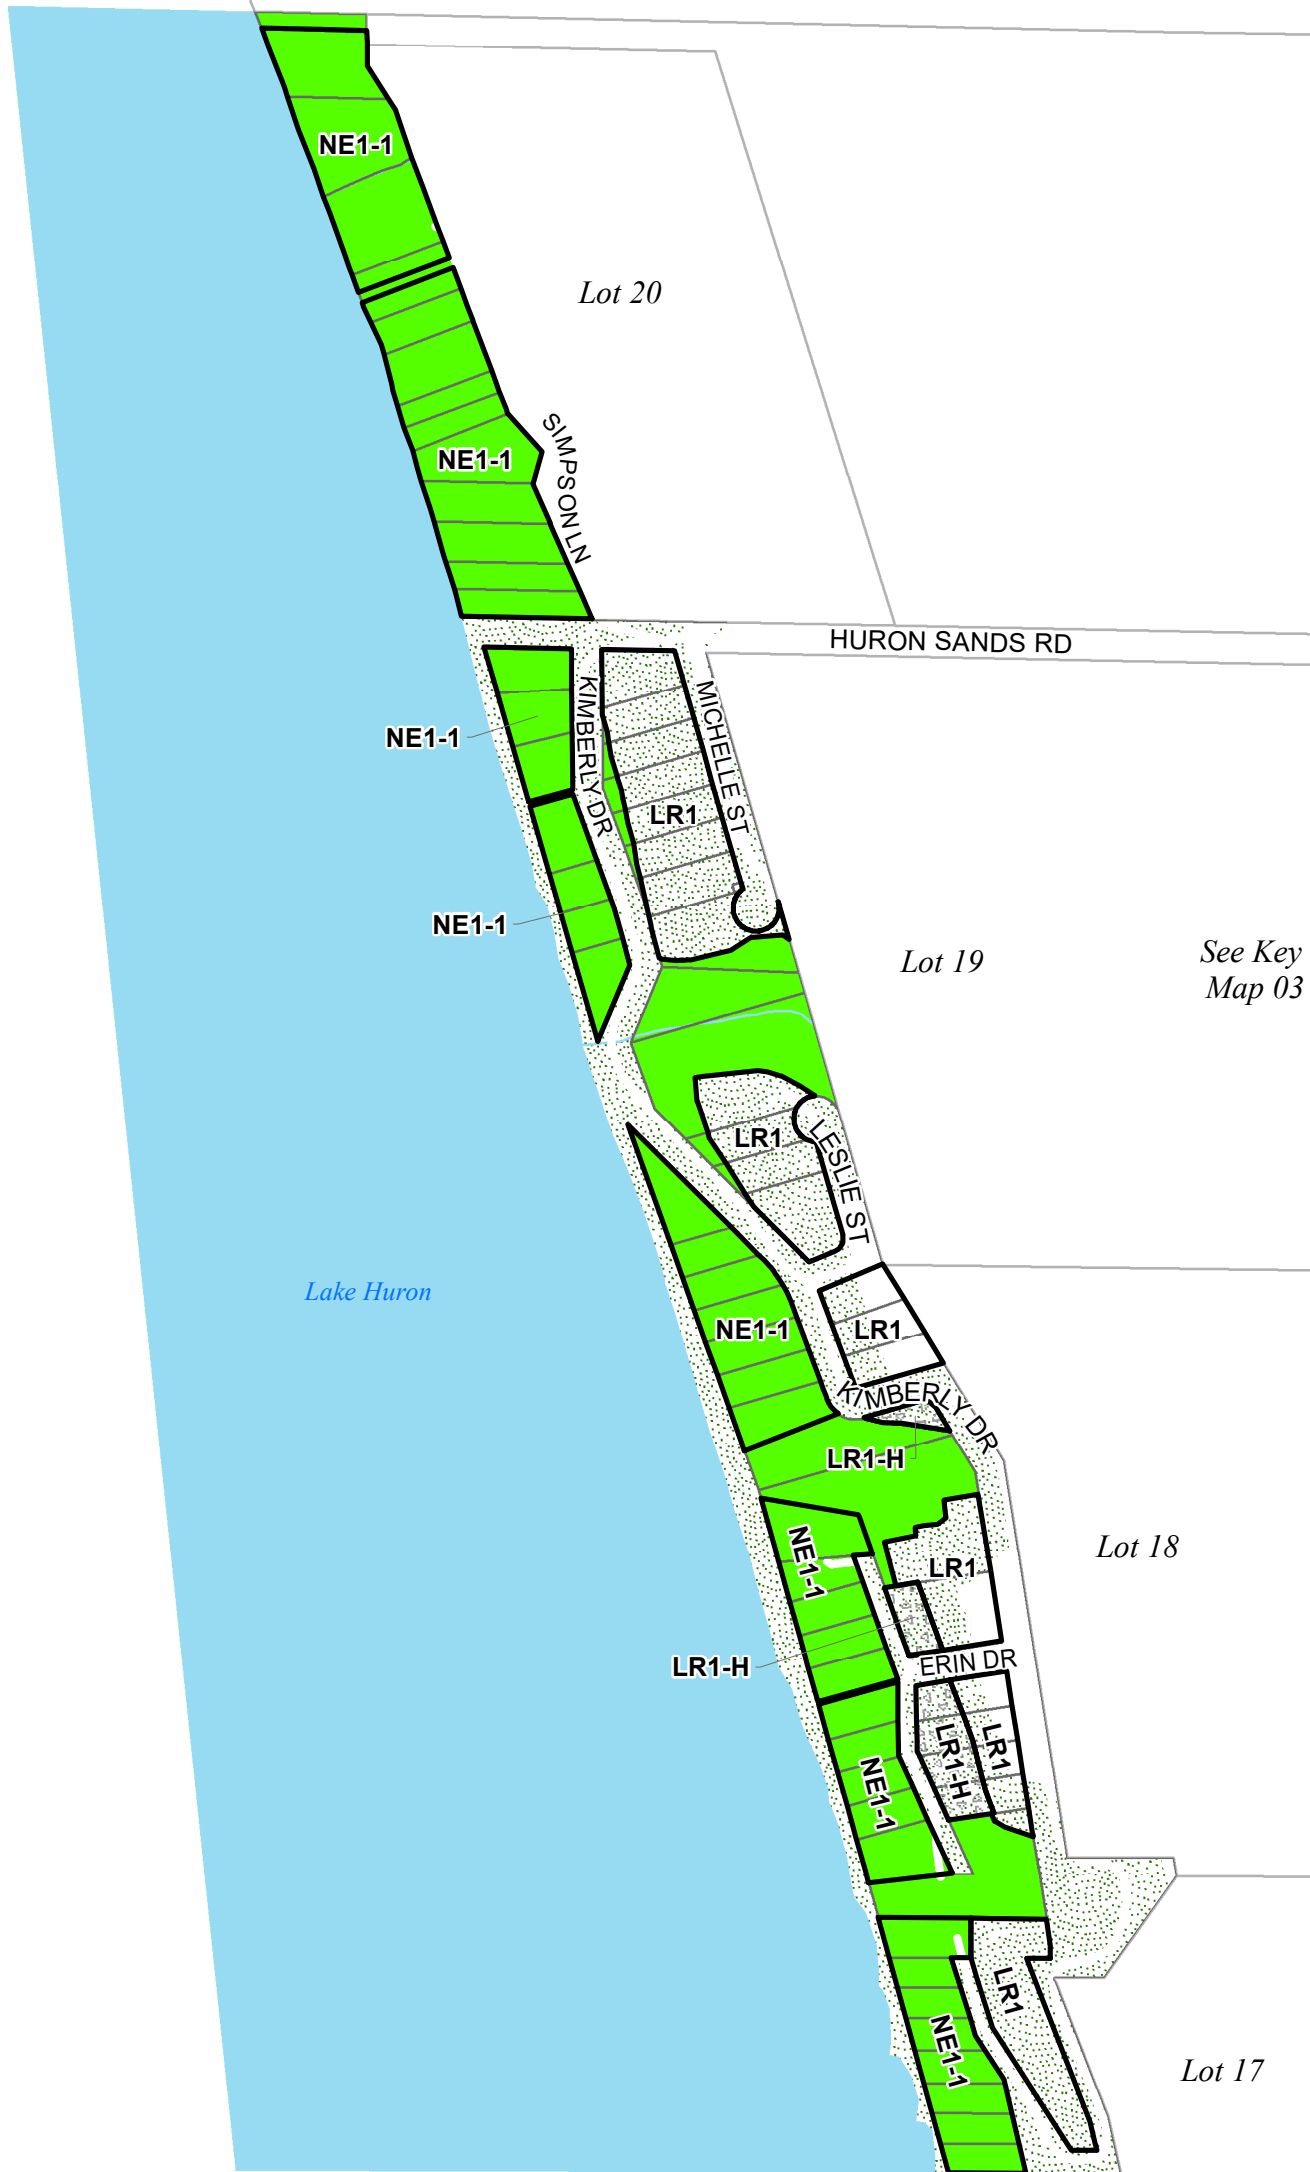 NE1-1
Lot 20
SIMPSON LN
NE1-1
HURON SANDS RD
KIMBERLY DR
MICHELLE ST
NE1-1
LR1
NE1-1
Lot 19
See Key
Map 03
LR1
LESLIE ST
Lake Huron
NE1-1
LR1
KIMBERLY DR
LR1-H
NE1-1
Lot 18
LR1
LR1-H
ERIN DR
LR1-H
LR1
NE1-1
LR1
NE1-1
Lot 17